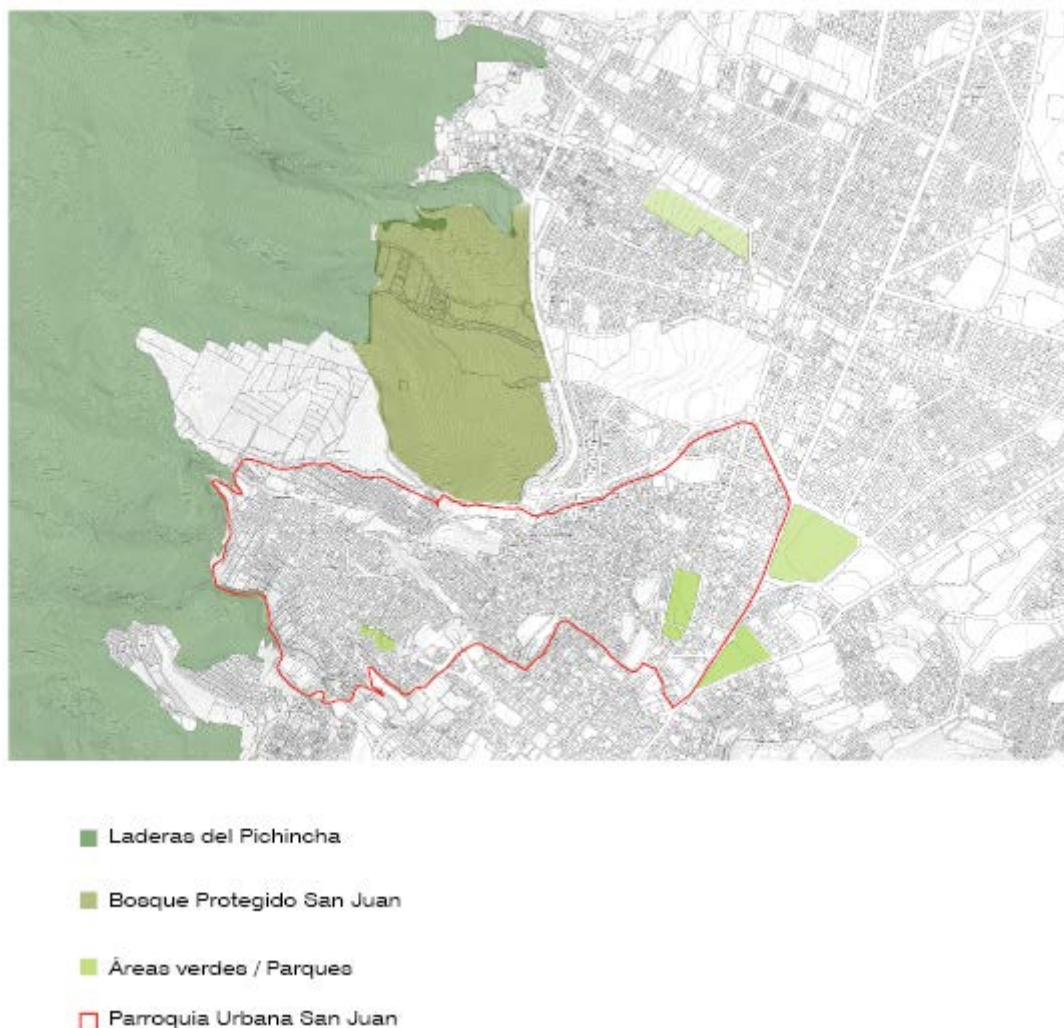 Laderas del Pichincha
Bosque Protegido San Juan
Áreas verdes / Parques
Parroquia Urbana San Juan